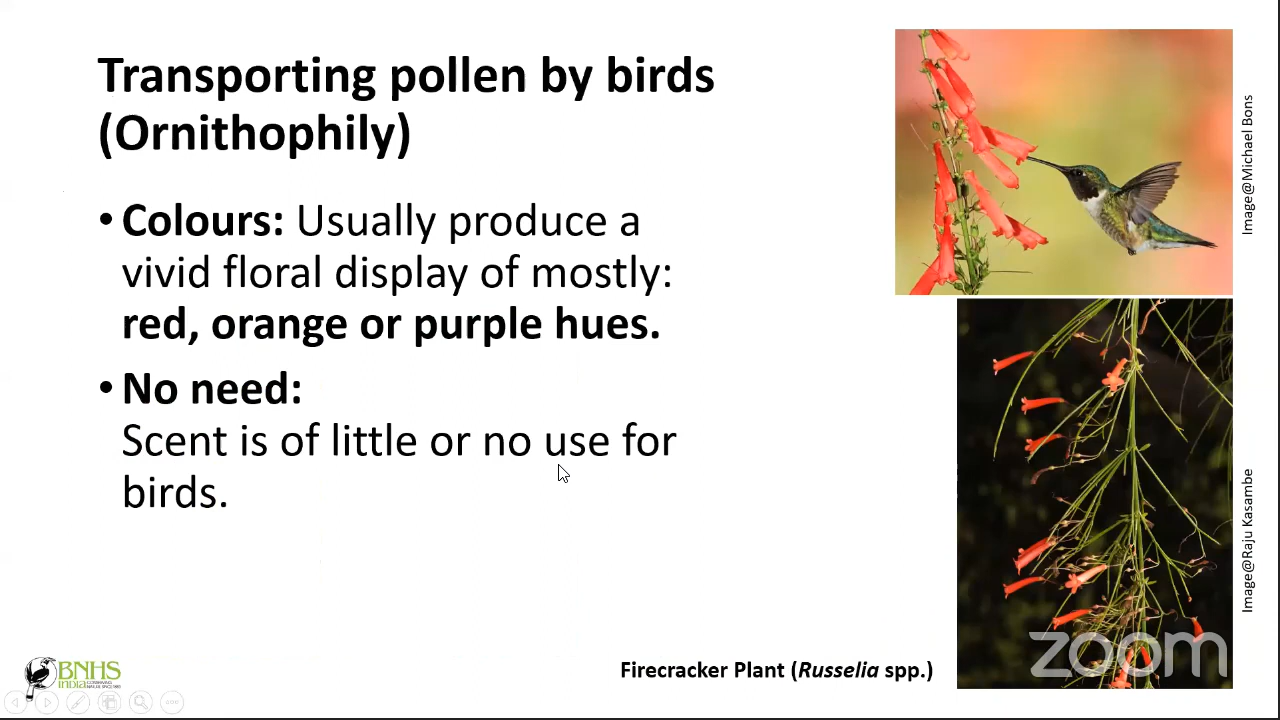 Transporting pollen by birds
(Ornithophily)
• Colours: Usually produce a
vivid floral display of mostly:
red, orange or purple hues.
• No need:
Scent is of little or no use for
birds.
Image@Michael Bons
Image@Raju Kasambe
Firecracker Plant (Russelia spp.)
BNHS
INDIA
zoom